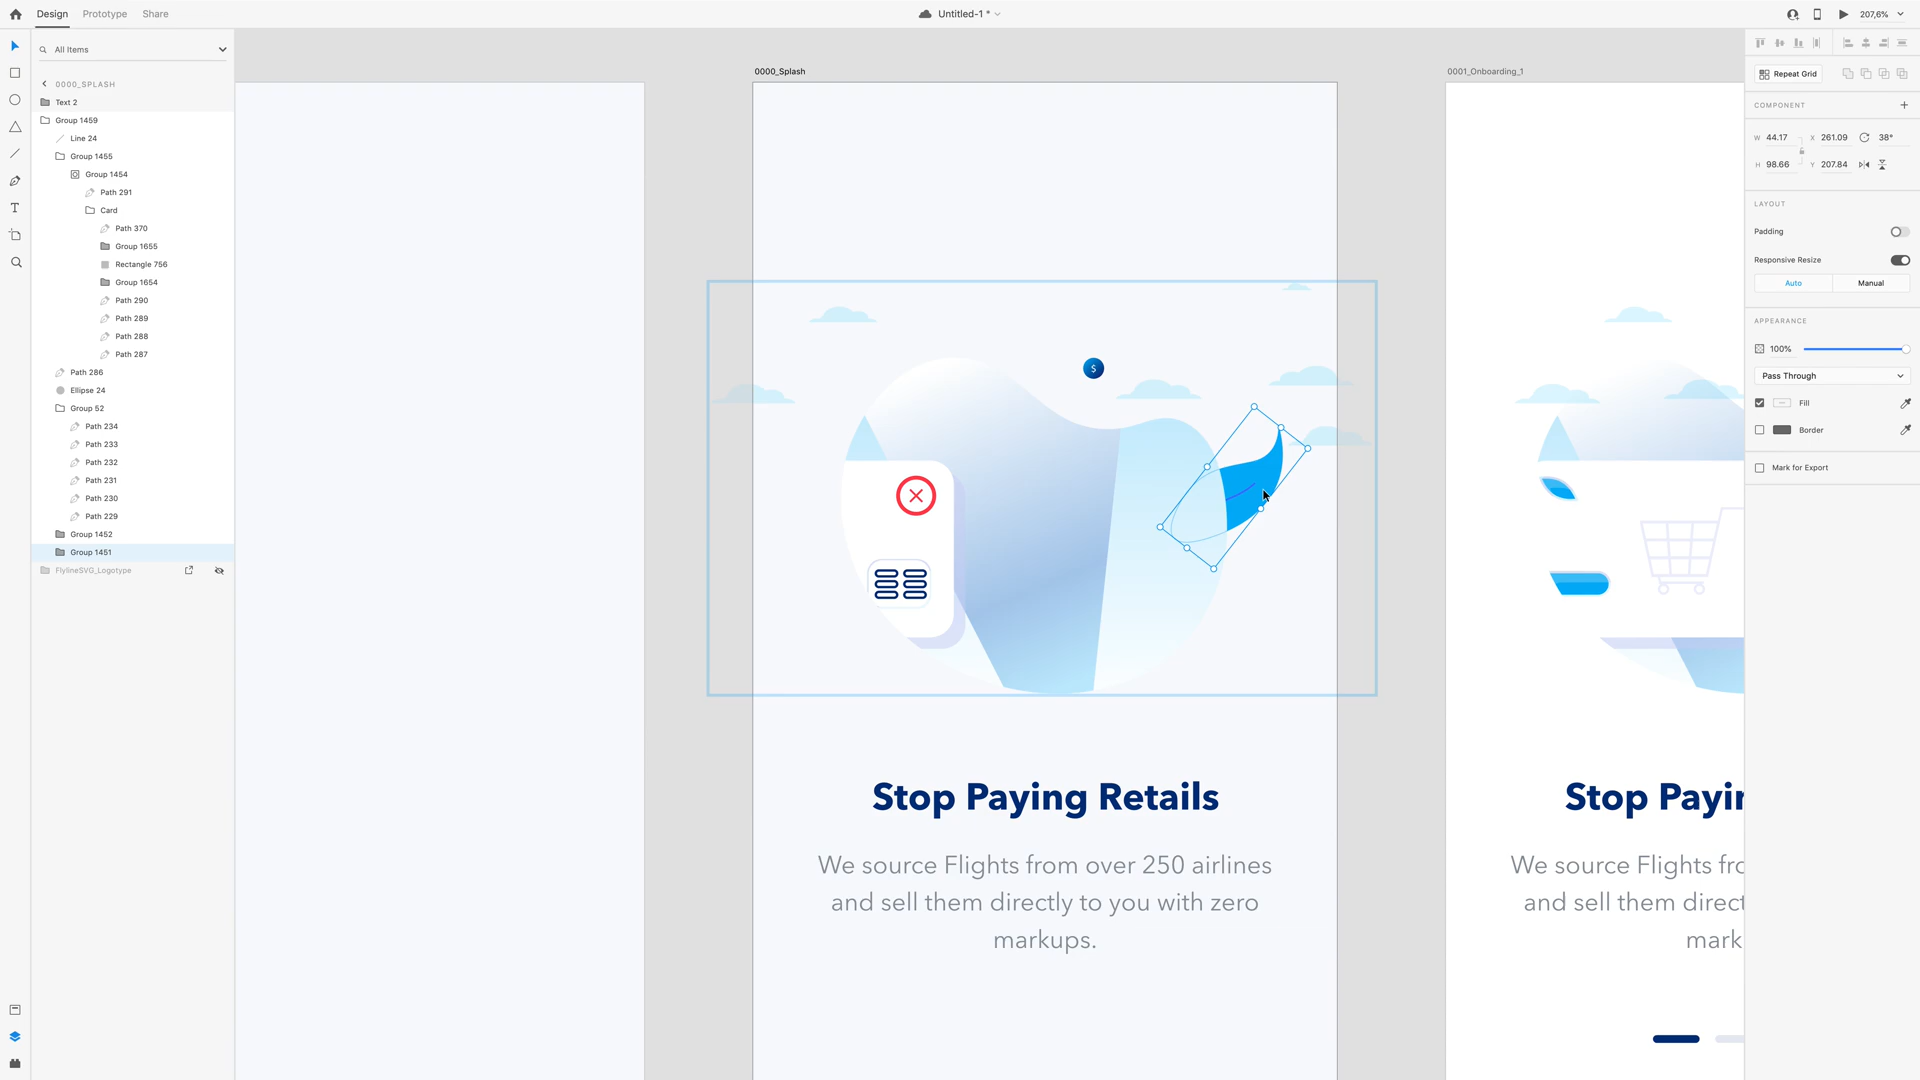 Design Prototype Share
Untitled-1 *
207,6%
All Items
0000_SPLASH
Text 2
Group 1459
Line 24
Group 1455
Group 1454
Path 291
Card
Path 370
Group 1655
Rectangle 756
Group 1654
Path 290
Path 289
Path 288
Path 287
Path 286
Ellipse 24
Group 52
Path 234
Path 233
Path 232
Path 231
Path 230
Path 229
Group 1452
Group 1451
FlylineSVG_Logotype
0000_Splash
$
Stop Paying Retails
We source Flights from over 250 airlines
and sell them directly to you with zero
markups.
0001_Onboarding_1
Stop Payin
We source Flights fro
and sell them direct
mark
Repeat Grid
COMPONENT
W 44.17 X 261.09 38°
H 98.66 Y 207.84
LAYOUT
Padding
Responsive Resize
Auto Manual
APPEARANCE
100%
Pass Through
Fill
Border
Mark for Export